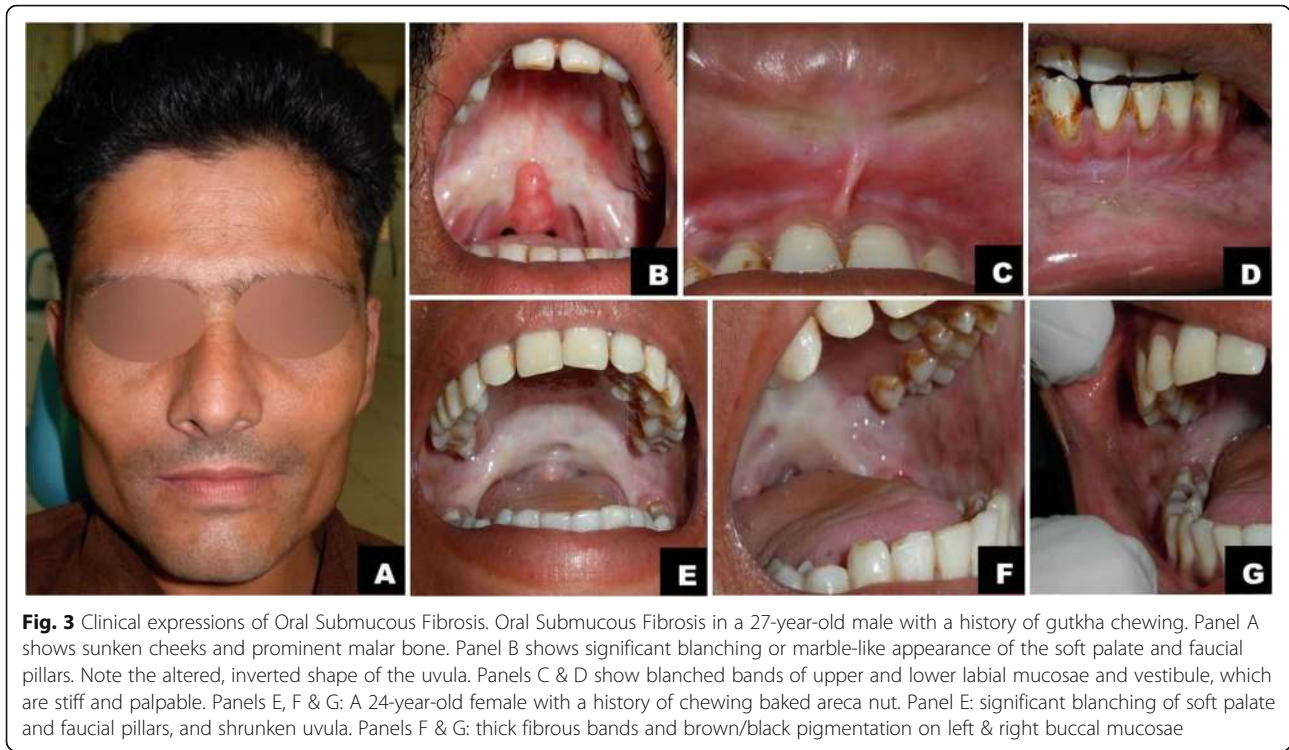 A
B
C
D
E
F
G
Fig. 3 Clinical expressions of Oral Submucous Fibrosis. Oral Submucous Fibrosis in a 27-year-old male with a history of gutkha chewing. Panel A
shows sunken cheeks and prominent malar bone. Panel B shows significant blanching or marble-like appearance of the soft palate and faucial
pillars. Note the altered, inverted shape of the uvula. Panels C & D show blanched bands of upper and lower labial mucosae and vestibule, which
are stiff and palpable. Panels E, F & G: A 24-year-old female with a history of chewing baked areca nut. Panel E: significant blanching of soft palate
and faucial pillars, and shrunken uvula. Panels F & G: thick fibrous bands and brown/black pigmentation on left & right buccal mucosae